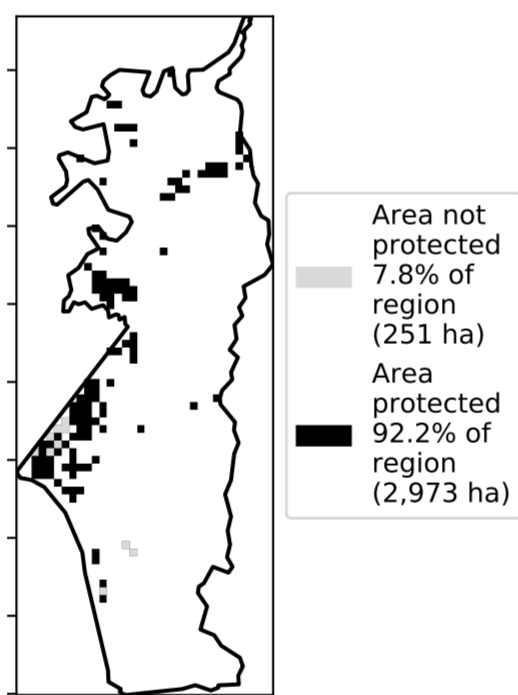 Area not
protected
7.8% of
region
(251 ha)
Area
protected
92.2% of
region
(2,973 ha)